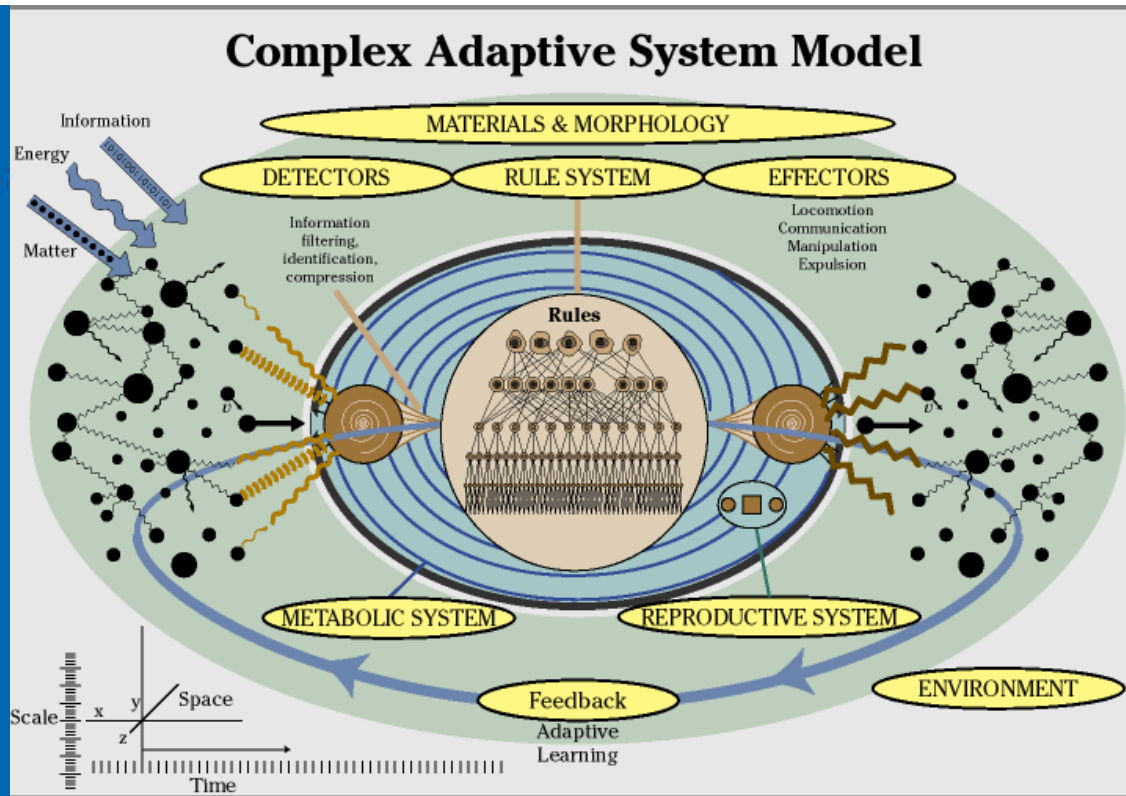 Complex Adaptive System Model
Information
Energy
Matter
1010100110101101
MATERIALS & MORPHOLOGY
DETECTORS
RULE SYSTEM
EFFECTORS
Information
filtering,
identification,
compression
Locomotion
Communication
Manipulation
Expulsion
Rules
v
v
METABOLIC SYSTEM
REPRODUCTIVE SYSTEM
Feedback
Adaptive
Learning
ENVIRONMENT
Scale
x
y
z
Space
Time